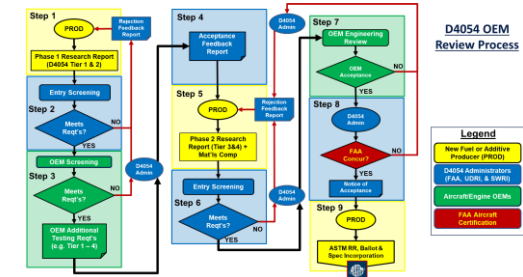 D4054 OEM
Review Process
Step 1
PROD
Rejection
Feedback
Report
Phase 1 Research Report
(D4054 Tier 1 & 2)
Entry Screening
Step 2
Meets
Reqt's?
NO
YES
OEM Screening
Step 3
Meets
Reqt's?
NO
YES
OEM Additional
Testing Reqt's
(e.g. Tier 1 – 4)
D4054
Admin
Step 4
Acceptance
Feedback
Report
D4054
Admin
Step 5
PROD
Rejection
Feedback
Report
Phase 2 Research
Report (Tier 3&4) +
Mat'ls Comp
Entry Screening
Step 6
Meets
Reqt's?
NO
YES
D4054
Admin
Step 7
OEM Engineering
Review
OEM
Acceptance
NO
YES
Step 8
D4054
Admin
FAA
Concur?
NO
YES
Notice of
Acceptance
Step 9
PROD
ASTM RR, Ballot &
Spec Incorporation
Legend
New Fuel or Additive
Producer (PROD)
D4054 Administrators
(FAA, UDRI, & SWRI)
Aircraft/Engine OEMs
FAA Aircraft
Certification